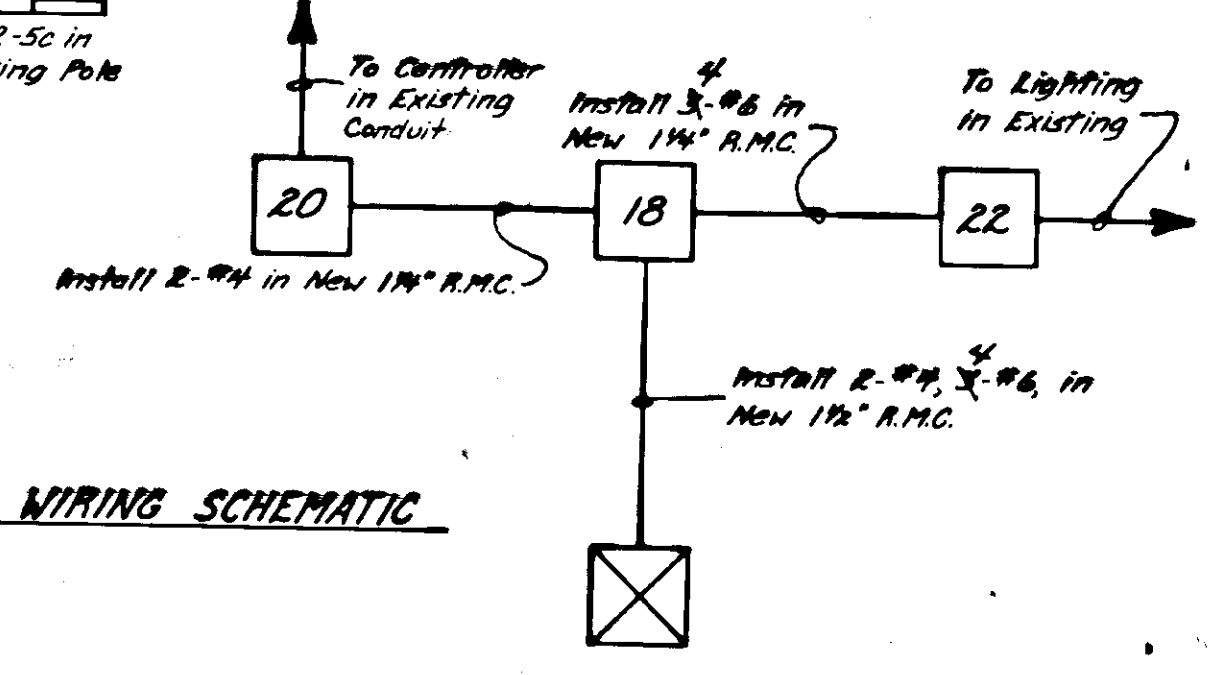 2-5c in
ing Pole
To Controller
in Existing
Conduit
4
Install 3-#6 in
New 1¼" R.M.C.
To Lighting
in Existing
20
18
22
Install 2-#4 in New 1¼" R.M.C.
4
Install 2-#4, 3-#6, in
New 1½" R.M.C.
WIRING SCHEMATIC